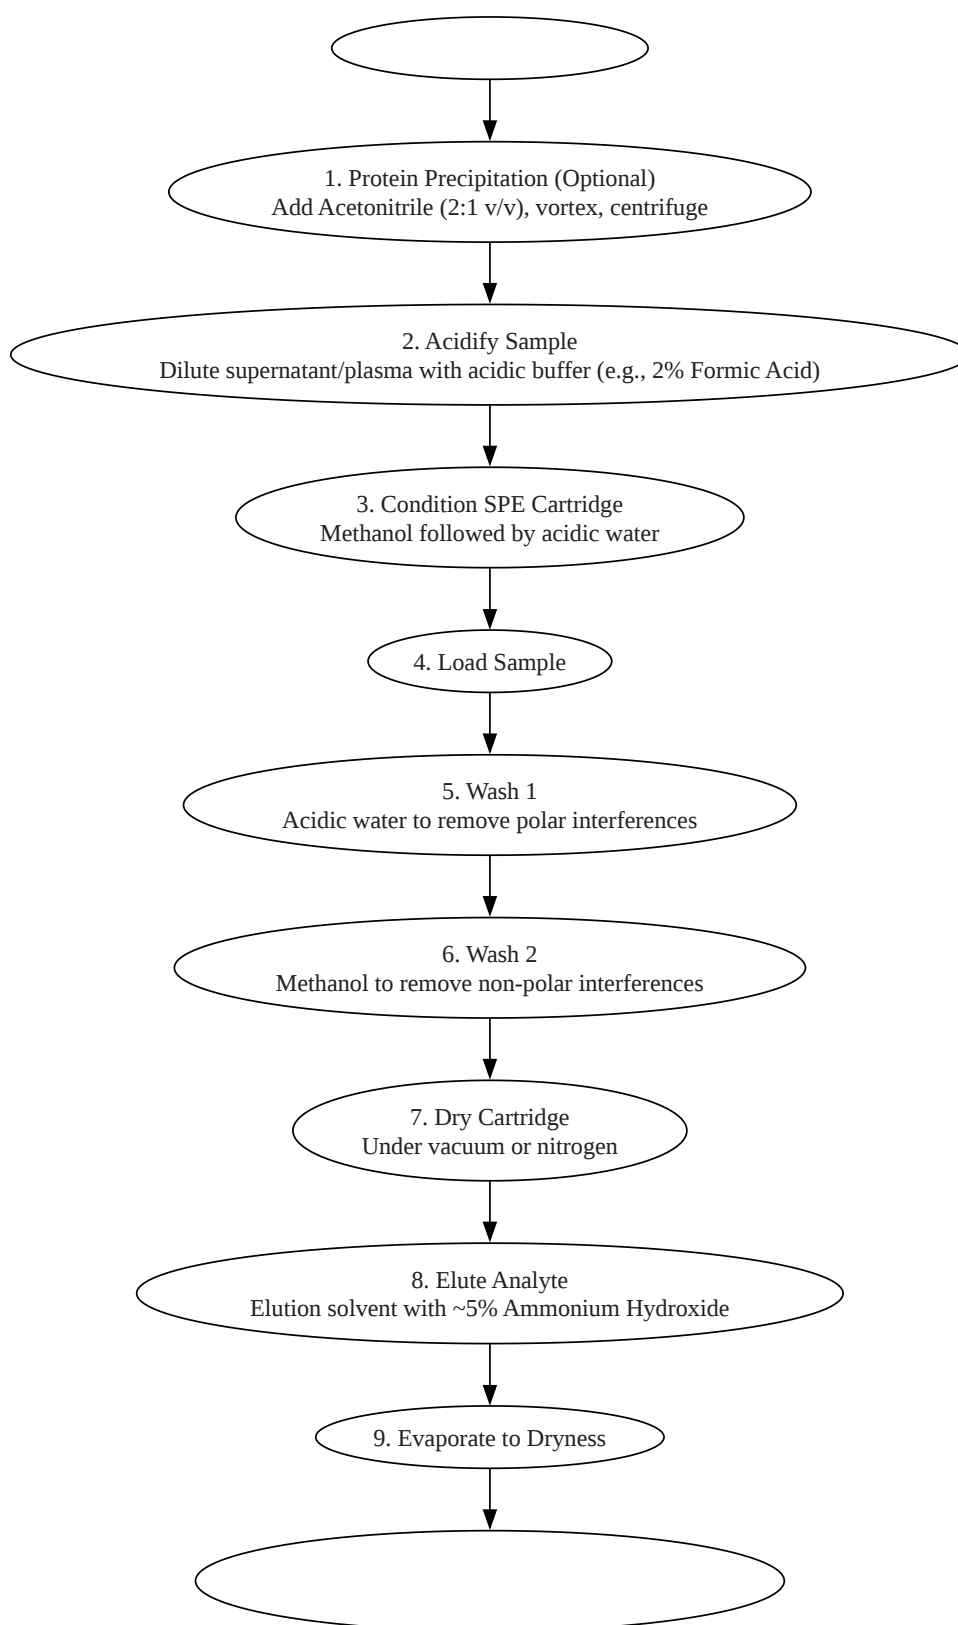 1. Protein Precipitation (Optional)
Add Acetonitrile (2:1 v/v), vortex, centrifuge
2. Acidify Sample
Dilute supernatant/plasma with acidic buffer (e.g., 2% Formic Acid)
3. Condition SPE Cartridge
Methanol followed by acidic water
4. Load Sample
5. Wash 1
Acidic water to remove polar interferences
6. Wash 2
Methanol to remove non-polar interferences
7. Dry Cartridge
Under vacuum or nitrogen
8. Elute Analyte
Elution solvent with ~5% Ammonium Hydroxide
9. Evaporate to Dryness